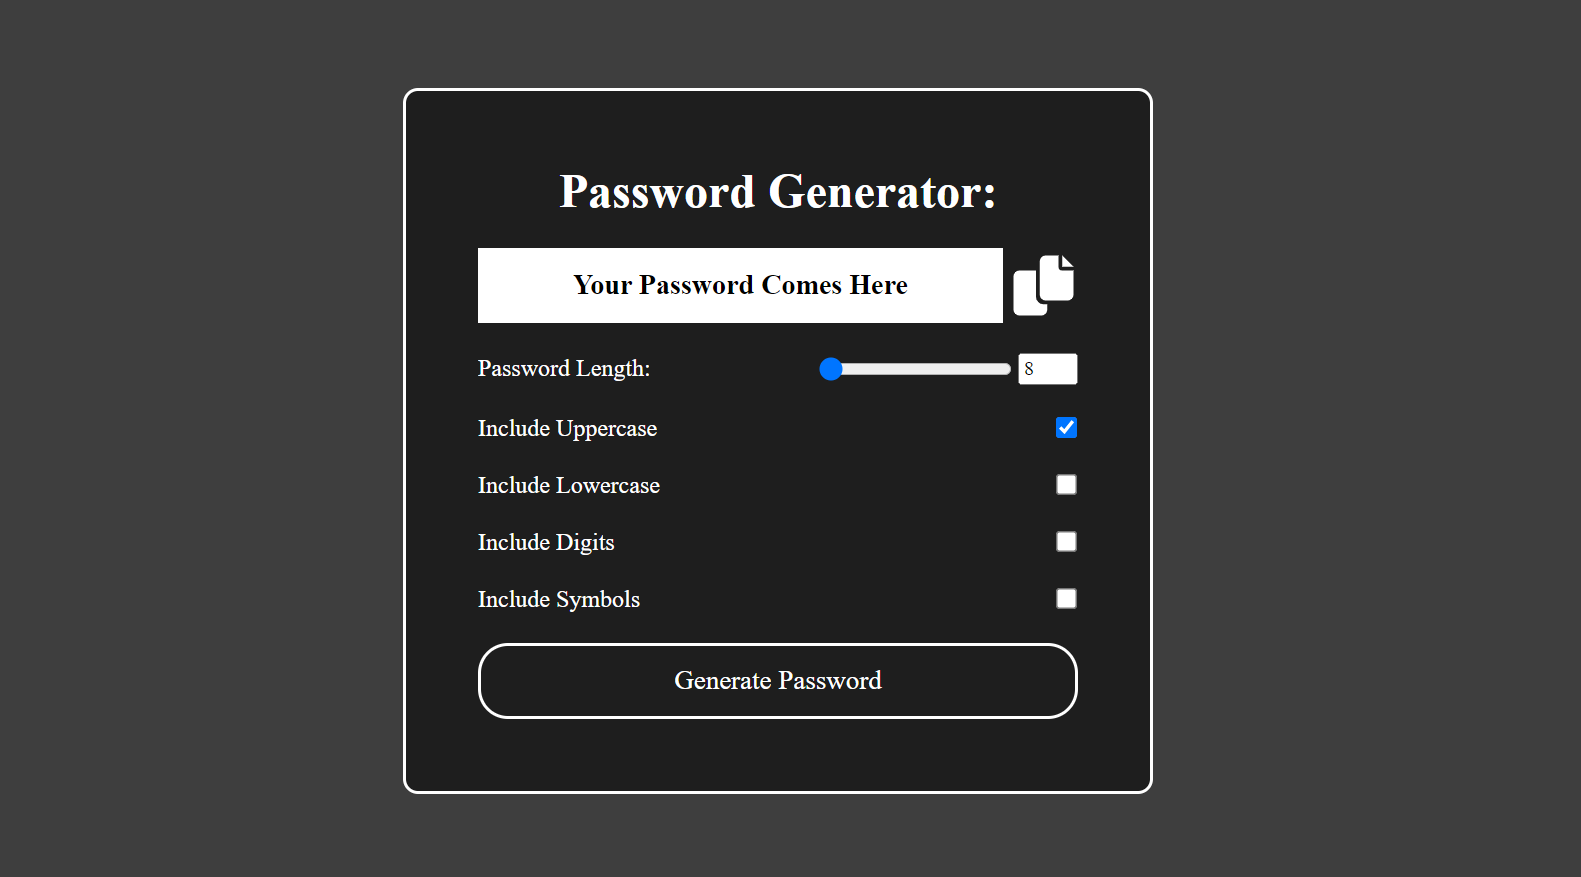 Password Generator:
Your Password Comes Here
Password Length:
8
Include Uppercase
Include Lowercase
Include Digits
Include Symbols
Generate Password